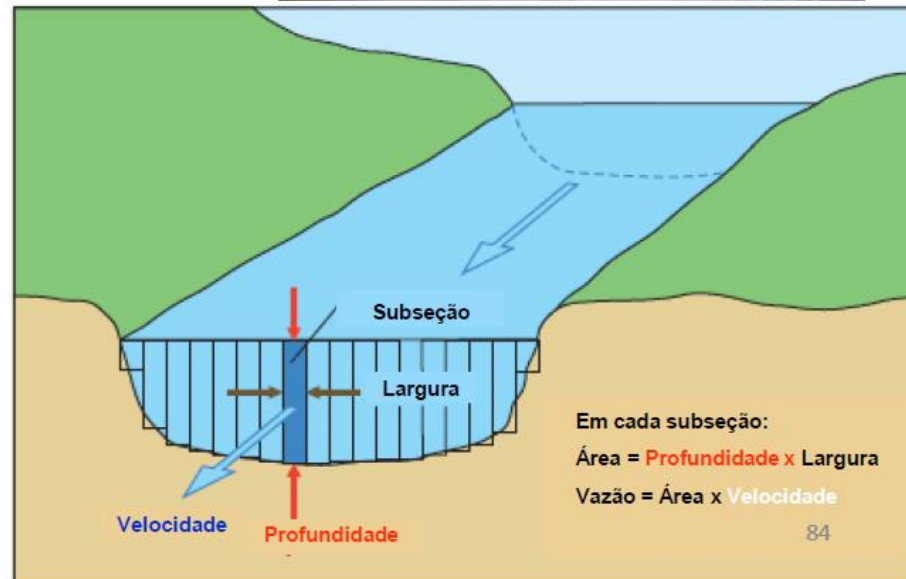 Subseção
Largura
Velocidade
Profundidade
Em cada subseção:
Área = Profundidade x Largura
Vazão = Área x Velocidade
84